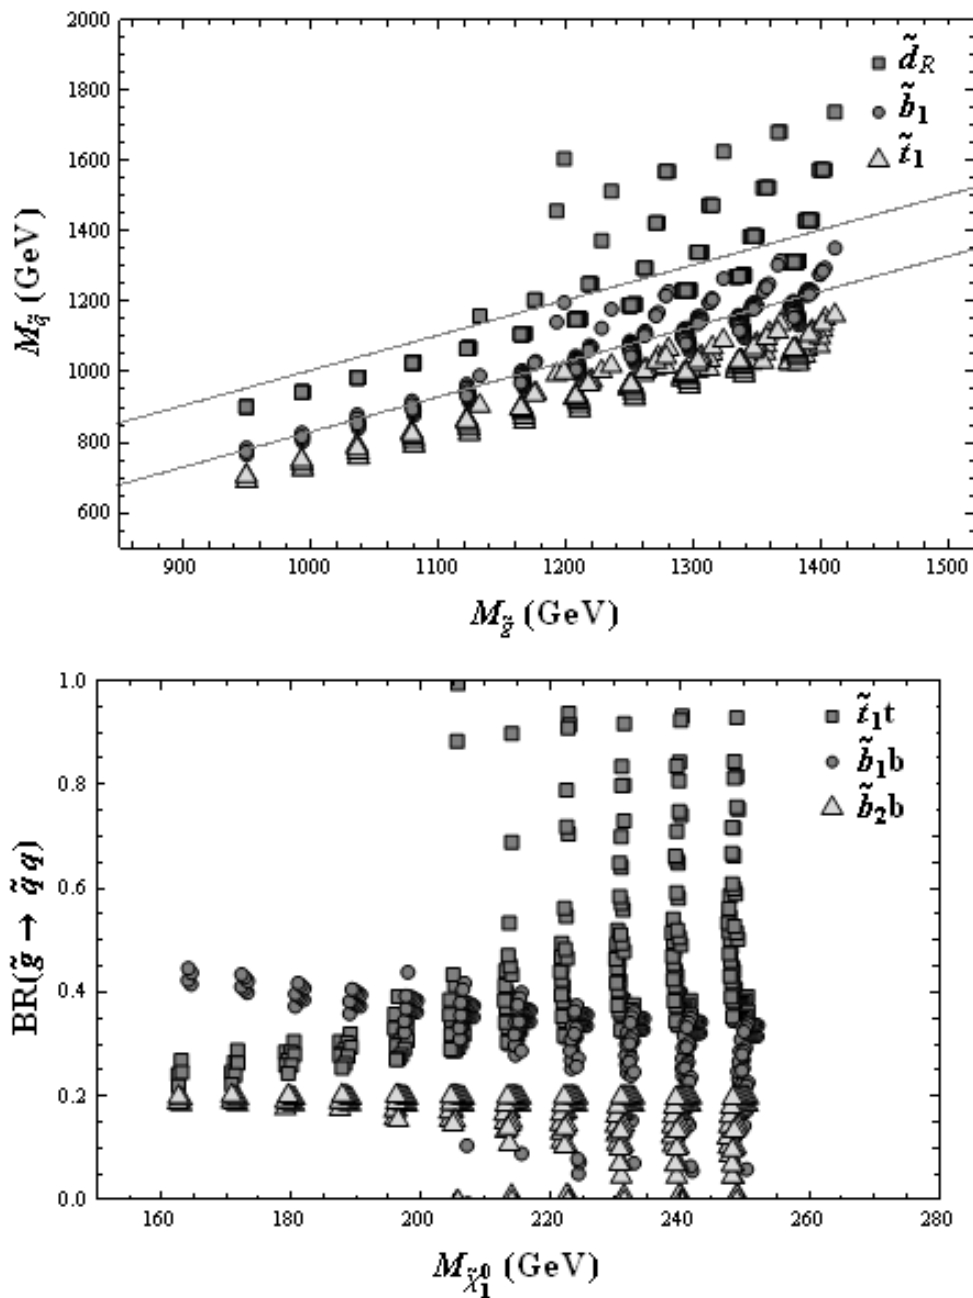 2000
1800
1600
1400
1200
1000
800
600
M_q̃ (GeV)
d̃_R
b̃_1
t̃_1
900 1000 1100 1200 1300 1400 1500
M_g̃ (GeV)
1.0
0.8
0.6
0.4
0.2
0.0
BR(g̃ → q̃ q)
t̃_1t
b̃_1b
b̃_2b
160 180 200 220 240 260 280
M_χ̃_1^0 (GeV)